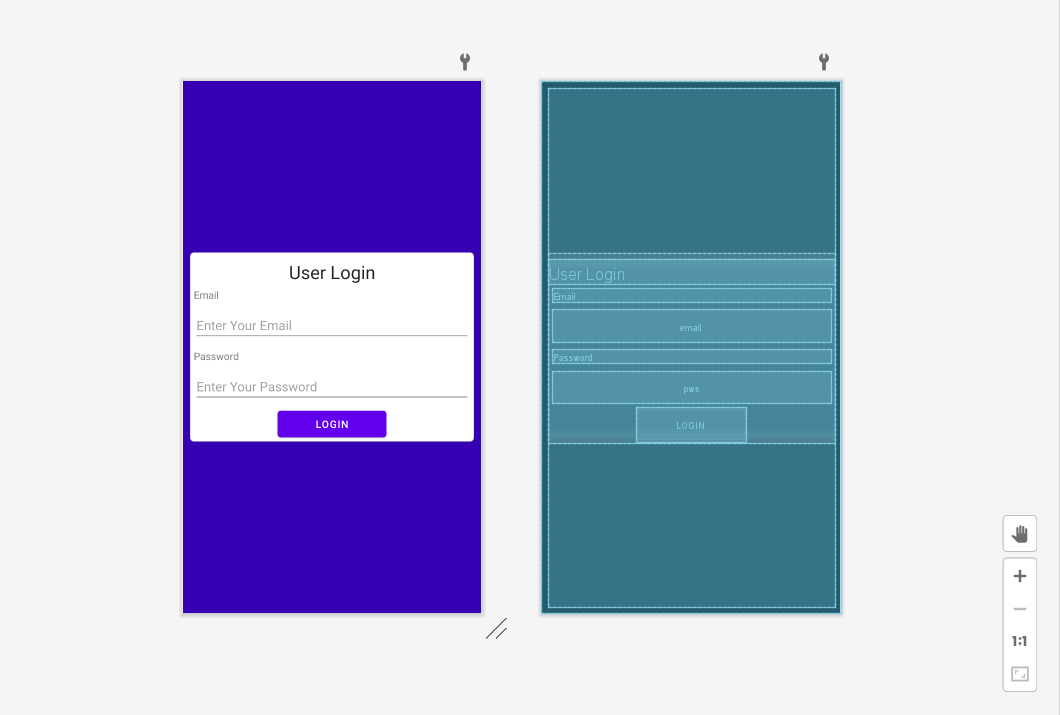 User Login
Email
Enter Your Email
Password
Enter Your Password
LOGIN
User Login
Email
email
Password
pws
LOGIN
1:1